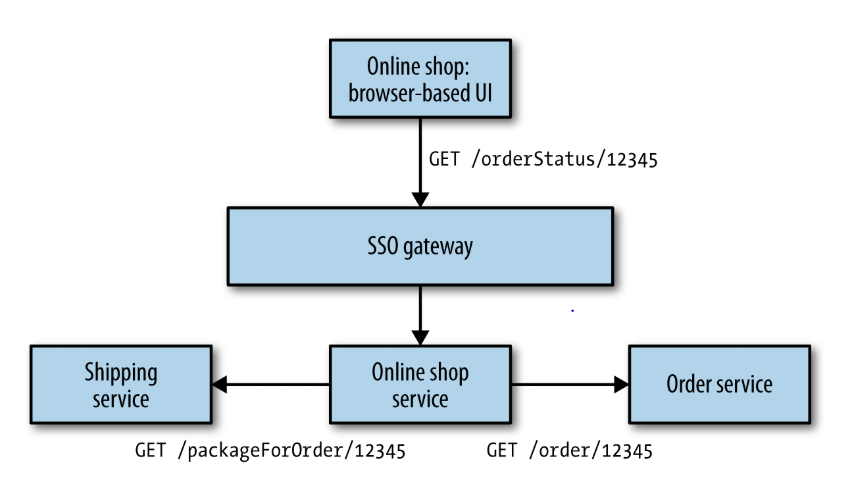 Online shop:
browser-based UI
GET /orderStatus/12345
SSO gateway
Shipping
service
Online shop
service
Order service
GET /packageForOrder/12345
GET /order/12345